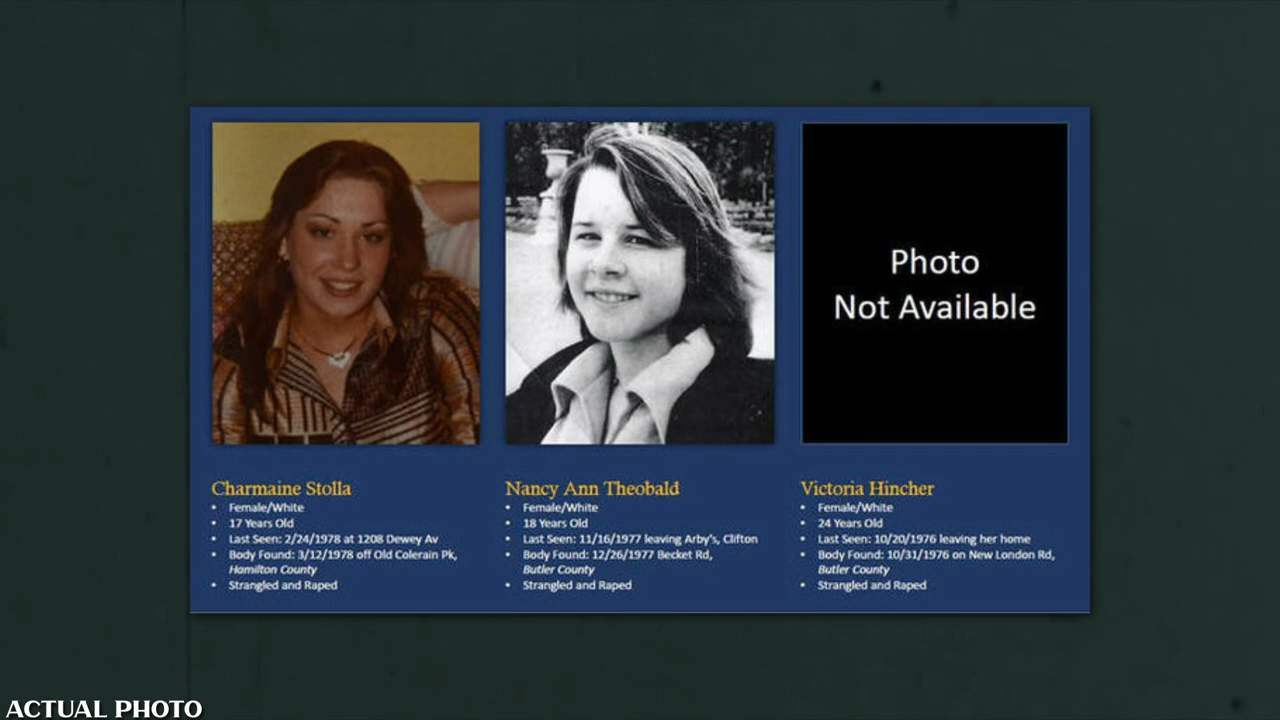 Photo
Not Available
Charmaine Stolla
• Female/White
• 17 Years Old
• Last Seen: 2/24/1978 at 1208 Dewey Av
• Body Found: 3/12/1978 off Old Colerain Pk,
Hamilton County
• Strangled and Raped
Nancy Ann Theobald
• Female/White
• 18 Years Old
• Last Seen: 11/16/1977 leaving Arby's, Clifton
• Body Found: 12/26/1977 Becket Rd,
Butler County
• Strangled and Raped
Victoria Hincher
• Female/White
• 24 Years Old
• Last Seen: 10/20/1976 leaving her home
• Body Found: 10/31/1976 on New London Rd,
Butler County
• Strangled and Raped
ACTUAL PHOTO